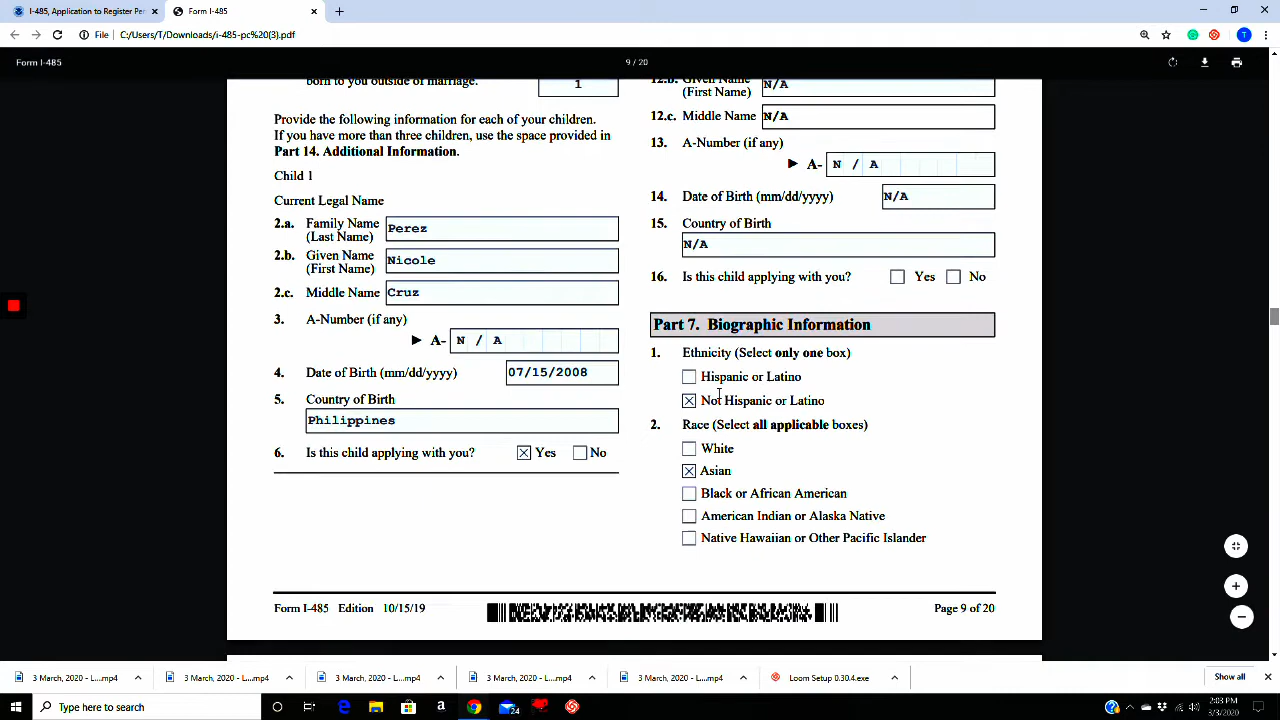 I-485, Application to Register Per
Form I-485
File
C:/Users/T/Downloads/i-485-pc%20(3).pdf
T
Form I-485
9 / 20
born to you outside of marriage.
1
Provide the following information for each of your children.
If you have more than three children, use the space provided in
Part 14. Additional Information.
Child 1
Current Legal Name
2.a. Family Name
(Last Name)
Perez
2.b. Given Name
(First Name)
Nicole
2.c. Middle Name
Cruz
3. A-Number (if any)
► A- N / A
4. Date of Birth (mm/dd/yyyy)
07/15/2008
5. Country of Birth
Philippines
6. Is this child applying with you? Yes No
12.b. Given Name
(First Name)
N/A
12.c. Middle Name
N/A
13. A-Number (if any)
► A- N / A
14. Date of Birth (mm/dd/yyyy)
N/A
15. Country of Birth
N/A
16. Is this child applying with you? Yes No
Part 7. Biographic Information
1. Ethnicity (Select only one box)
Hispanic or Latino
Not Hispanic or Latino
2. Race (Select all applicable boxes)
White
Asian
Black or African American
American Indian or Alaska Native
Native Hawaiian or Other Pacific Islander
Form I-485 Edition 10/15/19
Page 9 of 20
3 March, 2020 - L....mp4
3 March, 2020 - L....mp4
3 March, 2020 - L....mp4
3 March, 2020 - L....mp4
3 March, 2020 - L....mp4
Loom Setup 0.30.4.exe
Show all
Type here to search
24
2:03 PM
3/3/2020